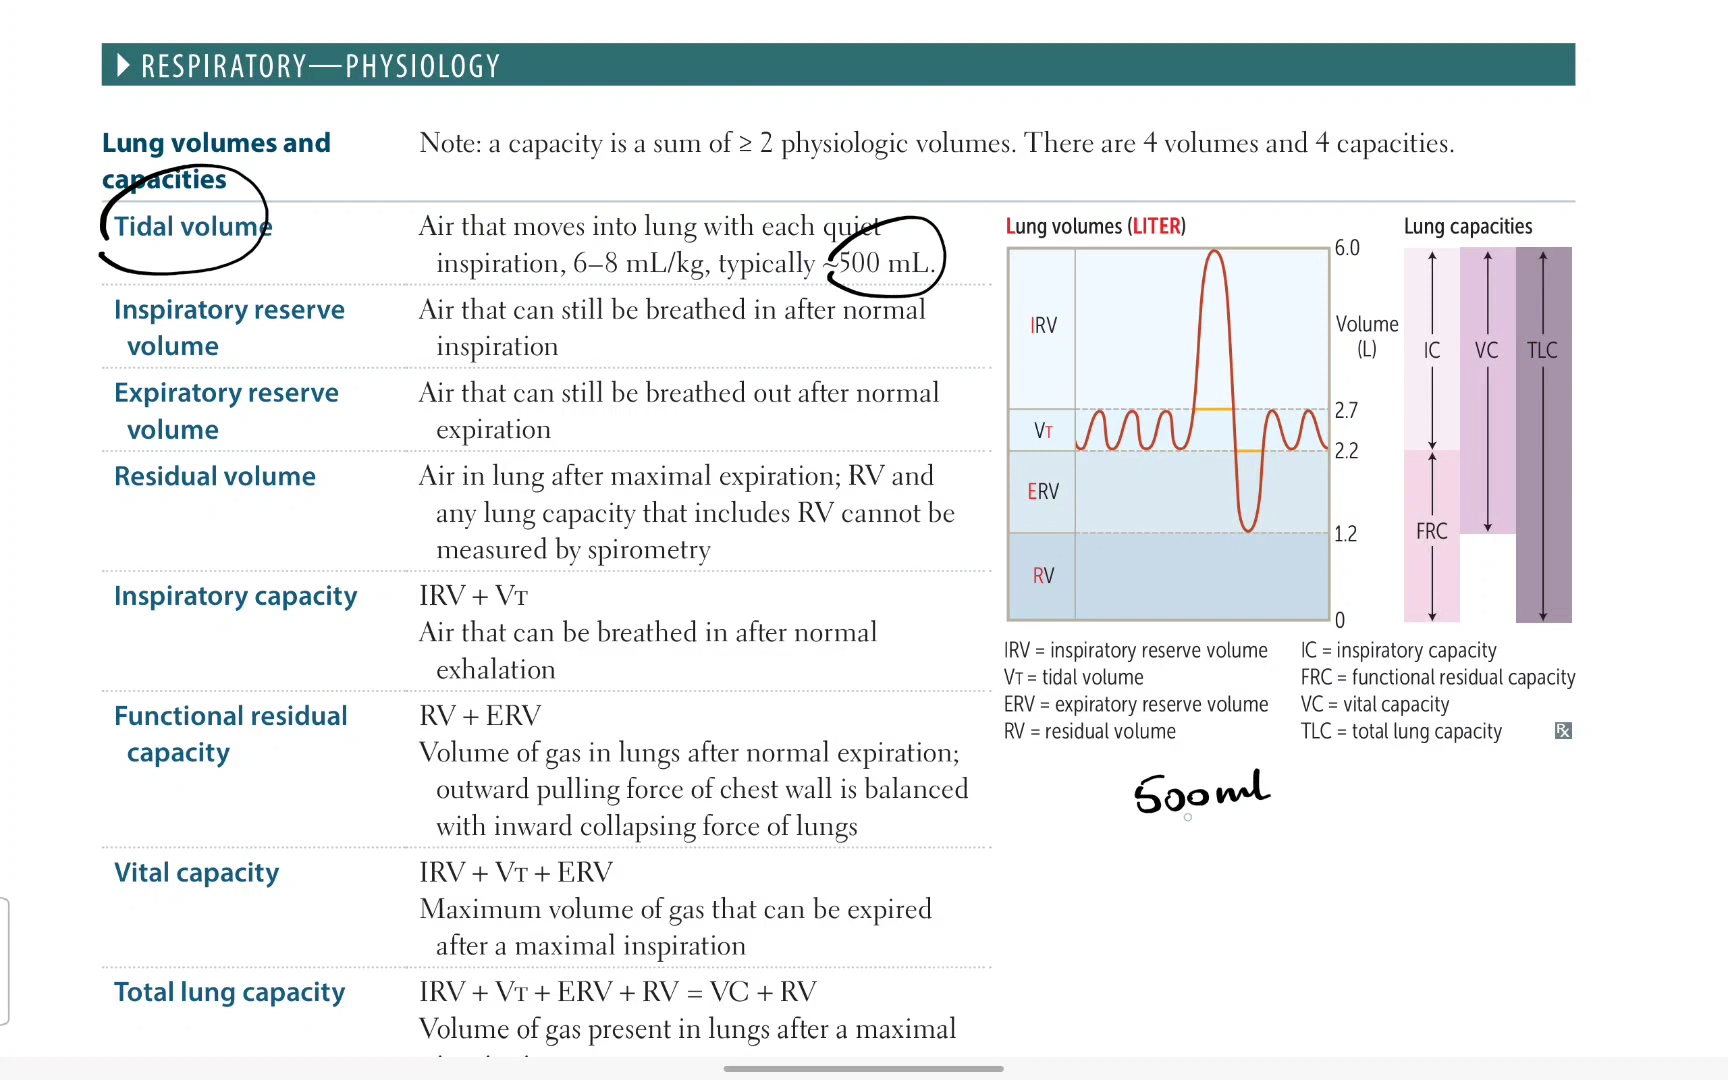 RESPIRATORY—PHYSIOLOGY
Lung volumes and
capacities
Note: a capacity is a sum of ≥ 2 physiologic volumes. There are 4 volumes and 4 capacities.
Tidal volume
Air that moves into lung with each quiet
inspiration, 6–8 mL/kg, typically ~500 mL.
Inspiratory reserve
volume
Air that can still be breathed in after normal
inspiration
Expiratory reserve
volume
Air that can still be breathed out after normal
expiration
Residual volume
Air in lung after maximal expiration; RV and
any lung capacity that includes RV cannot be
measured by spirometry
Inspiratory capacity
IRV + VT
Air that can be breathed in after normal
exhalation
Functional residual
capacity
RV + ERV
Volume of gas in lungs after normal expiration;
outward pulling force of chest wall is balanced
with inward collapsing force of lungs
Vital capacity
IRV + VT + ERV
Maximum volume of gas that can be expired
after a maximal inspiration
Total lung capacity
IRV + VT + ERV + RV = VC + RV
Volume of gas present in lungs after a maximal
Lung volumes (LITER)
Lung capacities
6.0
IRV
Volume
(L)
IC
VC
TLC
2.7
VT
2.2
ERV
FRC
1.2
RV
0
IRV = inspiratory reserve volume
VT = tidal volume
ERV = expiratory reserve volume
RV = residual volume
IC = inspiratory capacity
FRC = functional residual capacity
VC = vital capacity
TLC = total lung capacity
Rx
500ml